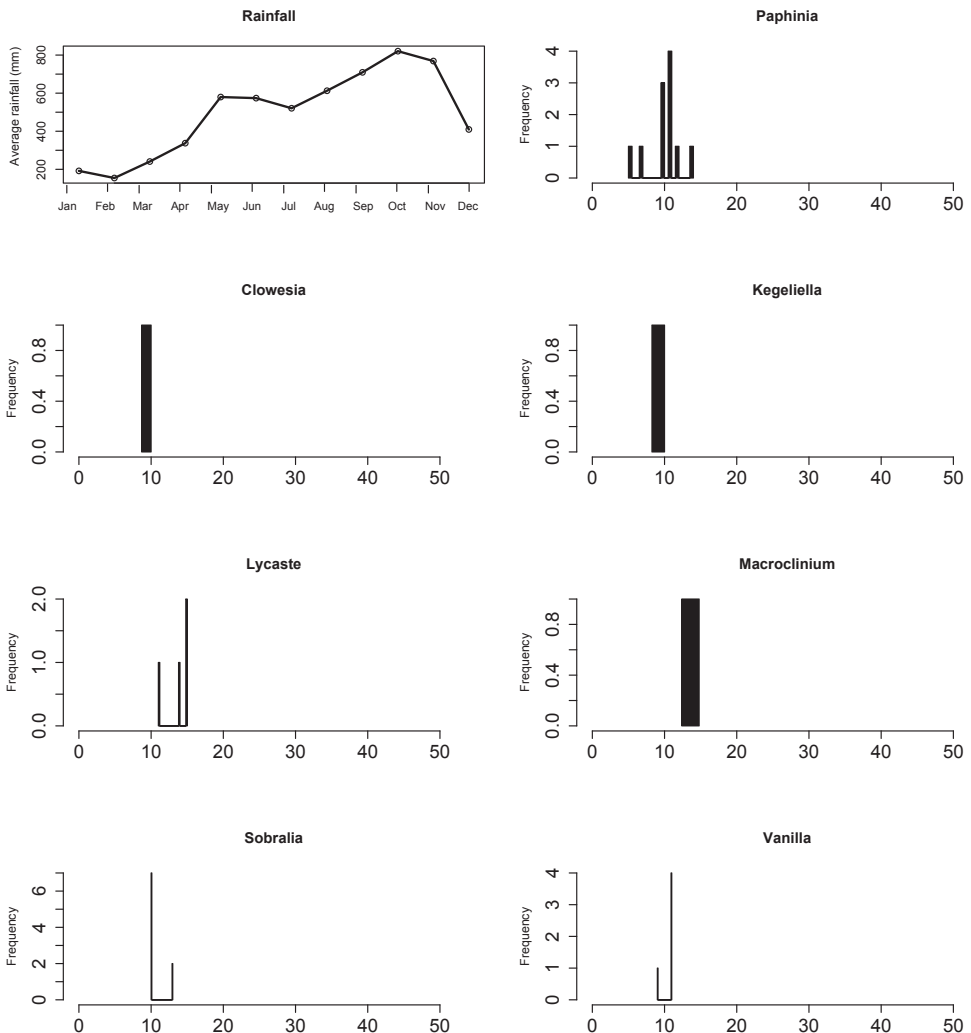 Rainfall
Average rainfall (mm)
800
600
400
200
Jan Feb Mar Apr May Jun Jul Aug Sep Oct Nov Dec
Paphinia
Frequency
4
3
2
1
0
0 10 20 30 40 50
Clowesia
Frequency
0.8
0.4
0.0
0 10 20 30 40 50
Kegeliella
Frequency
0.8
0.4
0.0
0 10 20 30 40 50
Lycaste
Frequency
2.0
1.0
0.0
0 10 20 30 40 50
Macroclinium
Frequency
0.8
0.4
0.0
0 10 20 30 40 50
Sobralia
Frequency
6
4
2
0
0 10 20 30 40 50
Vanilla
Frequency
4
3
2
1
0
0 10 20 30 40 50